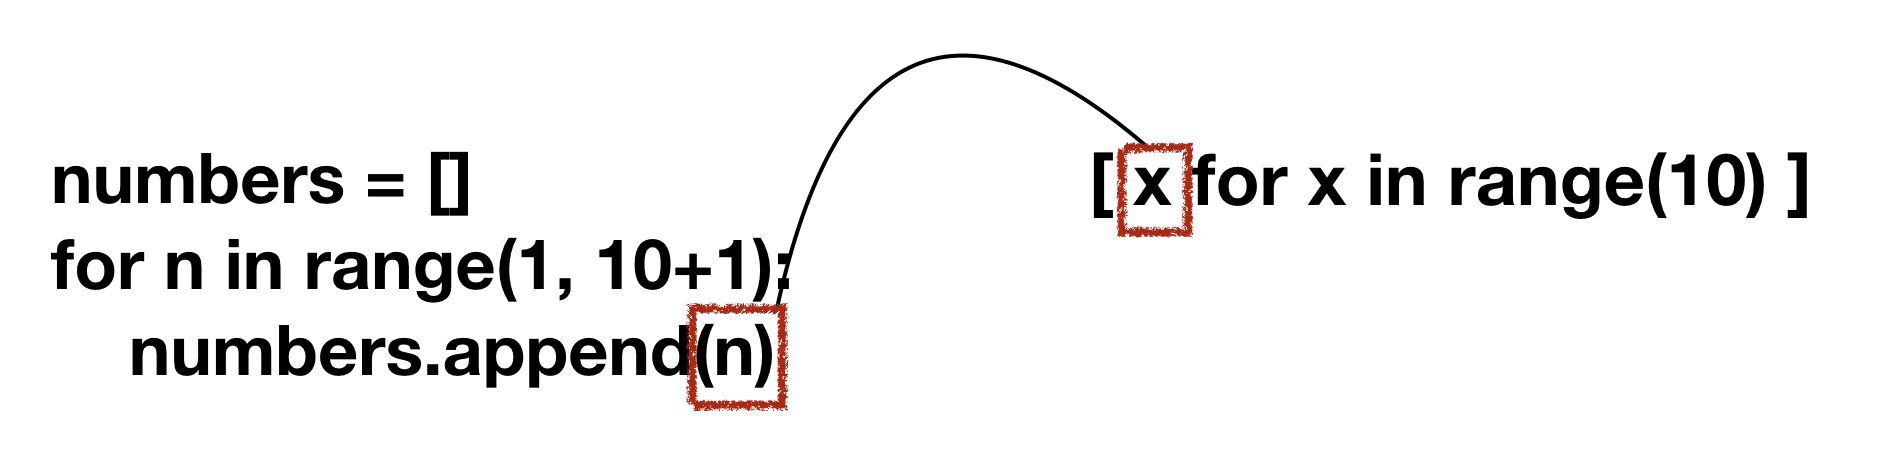 numbers = []
for n in range(1, 10+1):
    numbers.append(n)
[ x for x in range(10) ]